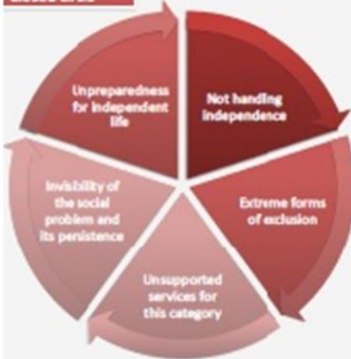 Unpreparedness
for independent
life
Not handing
independence
Extreme forms
of exclusion
Unsupported
services for
this category
Invisibility of
the social
problem and
its persistence